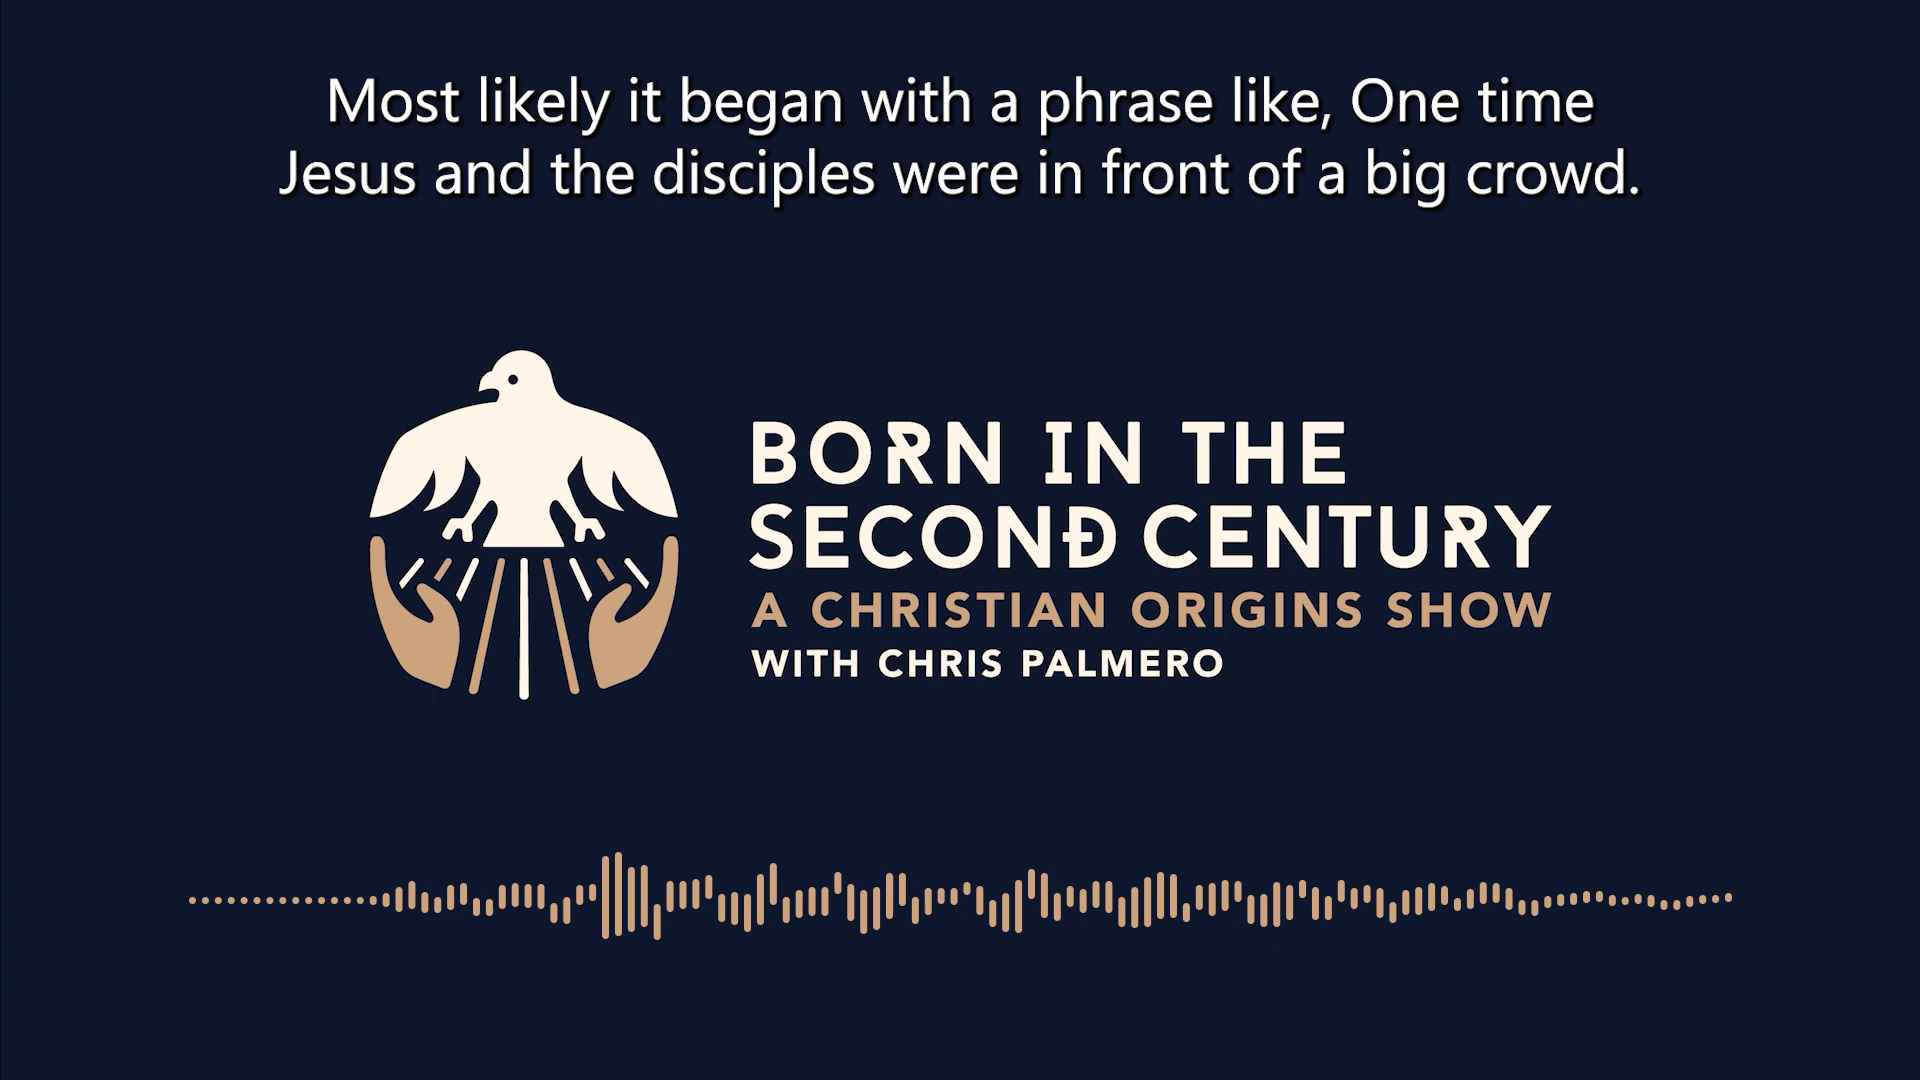 Most likely it began with a phrase like, One time
Jesus and the disciples were in front of a big crowd.
BORN IN THE
SECOND CENTURY
A CHRISTIAN ORIGINS SHOW
WITH CHRIS PALMERO